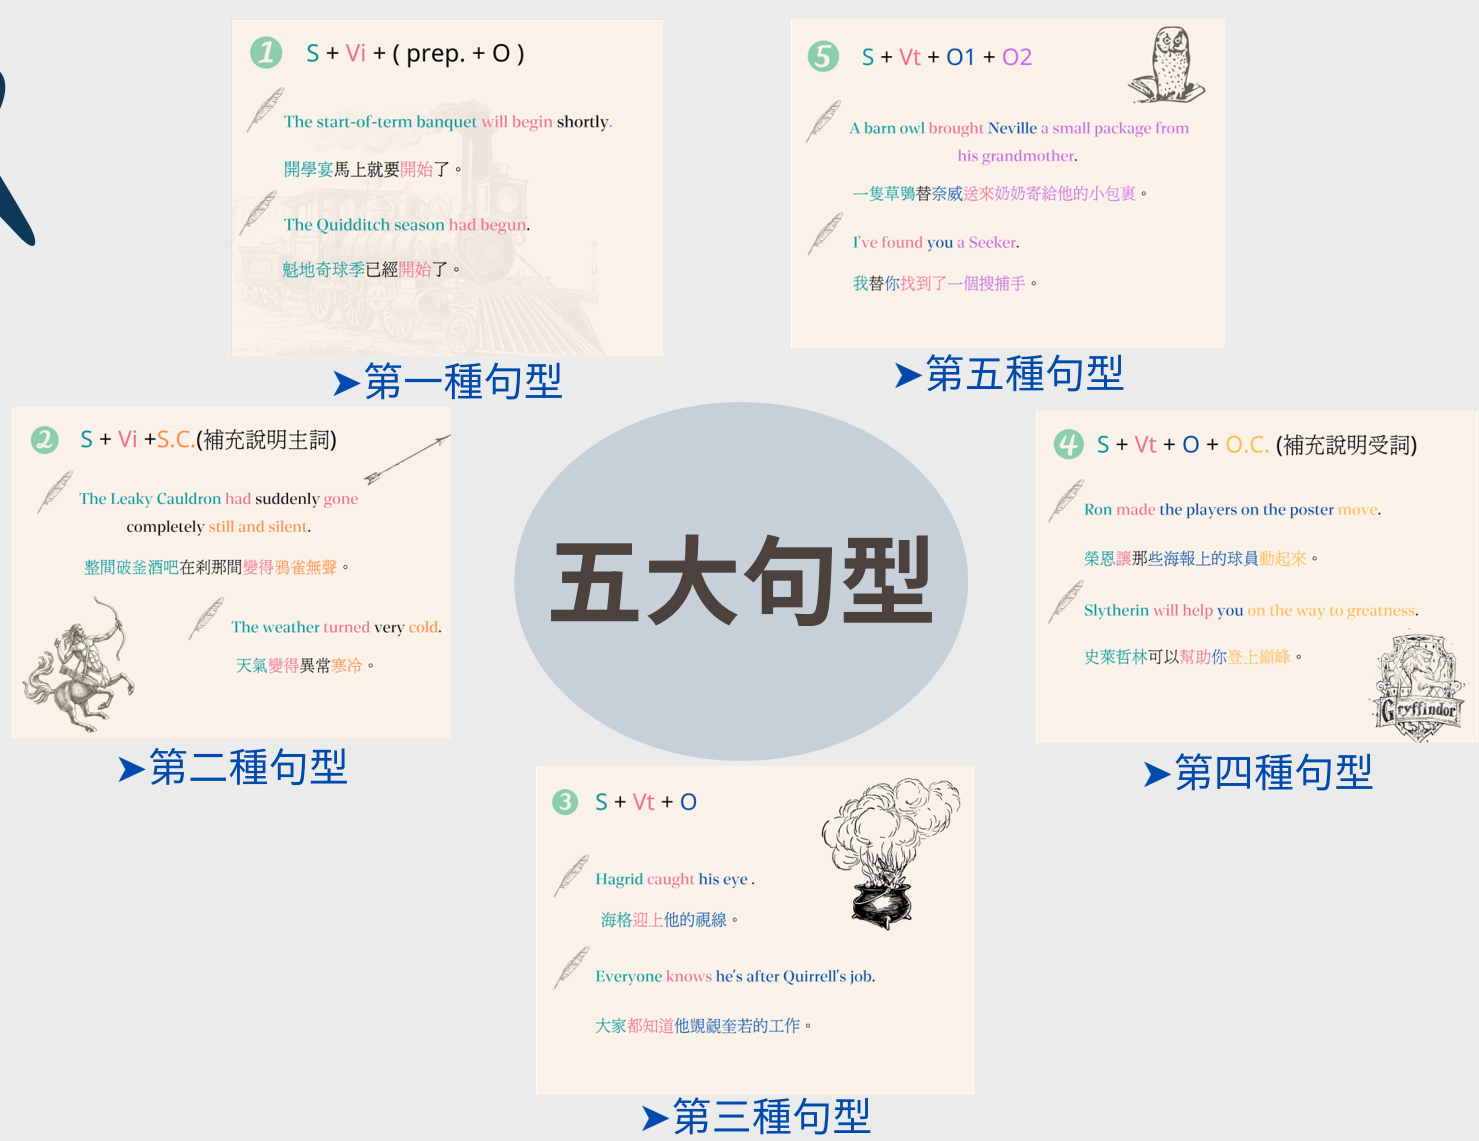 五大句型
1 S + Vi + ( prep. + O )
The start-of-term banquet will begin shortly.
開學宴馬上就要開始了。
The Quidditch season had begun.
魁地奇球季已經開始了。
➤第一種句型
2 S + Vi +S.C.(補充說明主詞)
The Leaky Cauldron had suddenly gone
completely still and silent.
整間破釜酒吧在剎那間變得鴉雀無聲。
The weather turned very cold.
天氣變得異常寒冷。
➤第二種句型
3 S + Vt + O
Hagrid caught his eye .
海格迎上他的視線。
Everyone knows he's after Quirrell's job.
大家都知道他覬覦奎若的工作。
➤第三種句型
4 S + Vt + O + O.C. (補充說明受詞)
Ron made the players on the poster move.
榮恩讓那些海報上的球員動起來。
Slytherin will help you on the way to greatness.
史萊哲林可以幫助你登上巔峰。
Gryffindor
➤第四種句型
5 S + Vt + O1 + O2
A barn owl brought Neville a small package from
his grandmother.
一隻草鴞替奈威送來奶奶寄給他的小包裹。
I've found you a Seeker.
我替你找到了一個搜捕手。
➤第五種句型